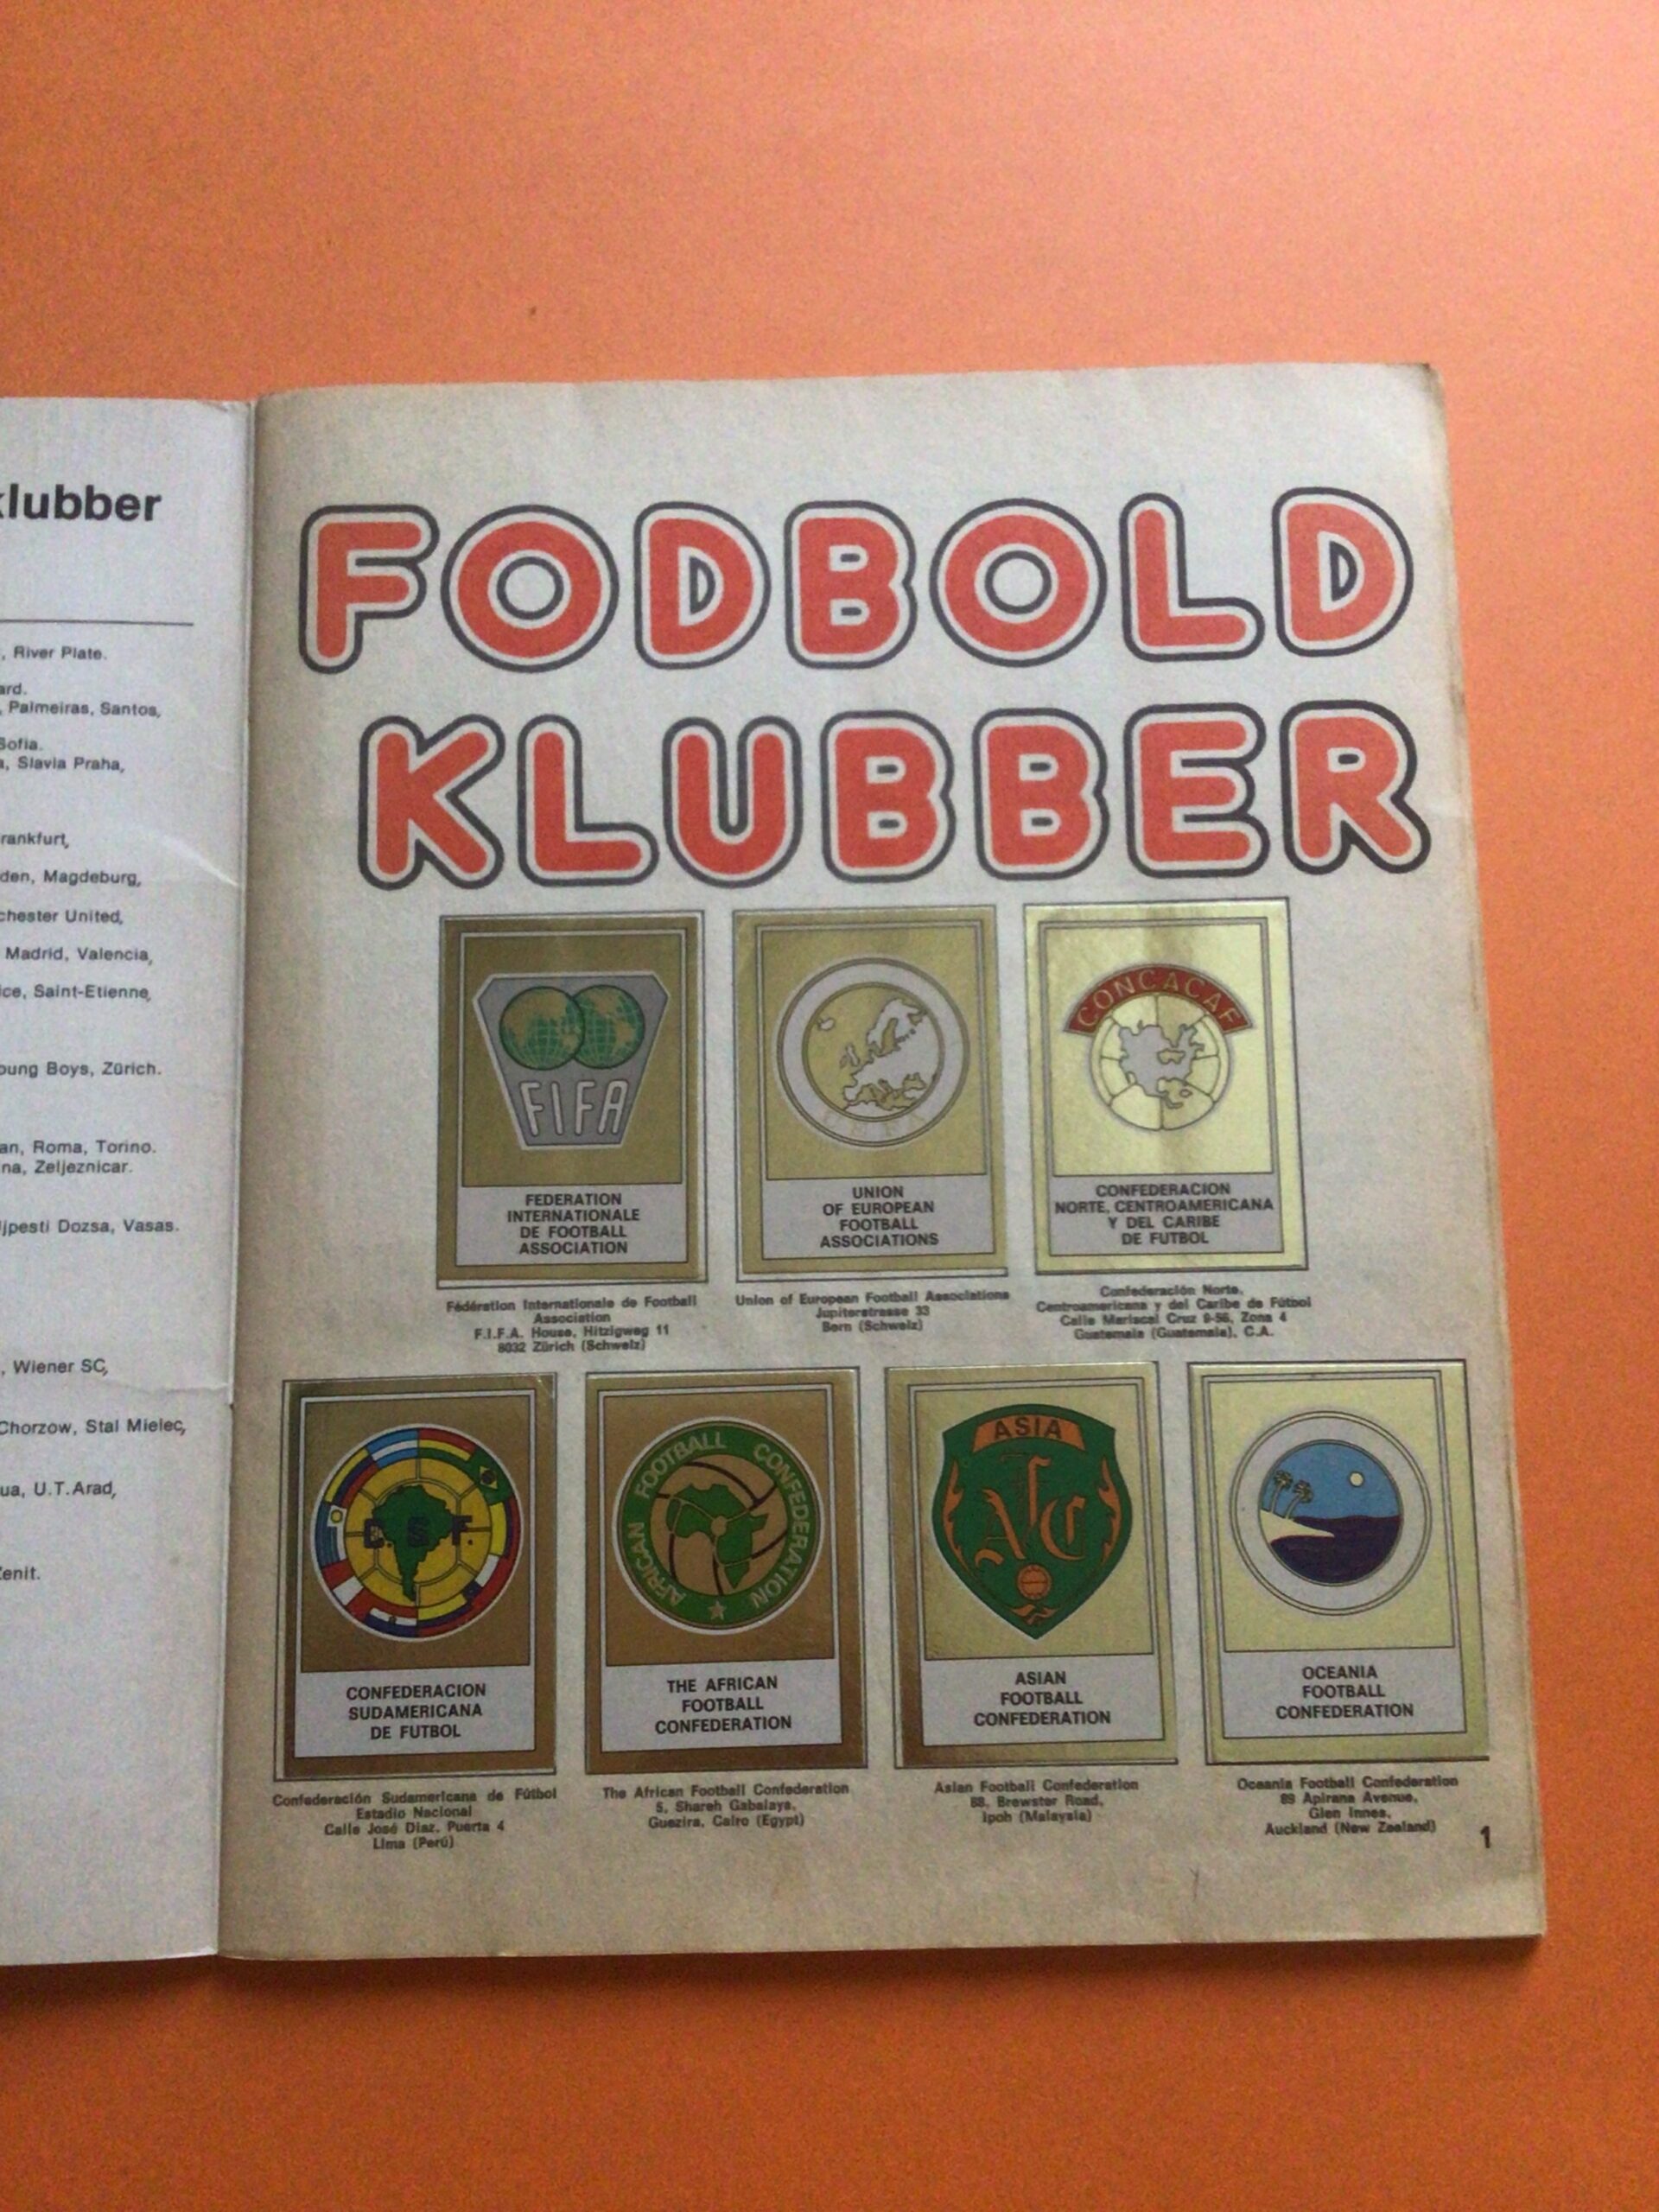 klubber
, River Plate.
ard.
, Palmeiras, Santos,
Sofia.
a, Slavia Praha,
rankfurt,
den, Magdeburg,
chester United,
Madrid, Valencia,
ice, Saint-Etienne,
oung Boys, Zürich.
an, Roma, Torino.
na, Zeljeznicar.
Ujpesti Dozsa, Vasas.
, Wiener SC,
Chorzow, Stal Mielec,
ua, U.T.Arad,
Zenit.
FODBOLD
KLUBBER
FIFA
FEDERATION
INTERNATIONALE
DE FOOTBALL
ASSOCIATION
Fédération Internationale de Football
Association
F.I.F.A. House, Hitzigweg 11
8032 Zürich (Schweiz)
UNION
OF EUROPEAN
FOOTBALL
ASSOCIATIONS
Union of European Football Associations
Jupiterstrasse 33
Bern (Schweiz)
CONCACAF
CONFEDERACION
NORTE, CENTROAMERICANA
Y DEL CARIBE
DE FUTBOL
Confederación Norte,
Centroamericana y del Caribe de Fútbol
Calle Mariscal Cruz 9-56, Zona 4
Guatemala (Guatemala), C.A.
C.S.F.
CONFEDERACION
SUDAMERICANA
DE FUTBOL
Confederación Sudamericana de Fútbol
Estadio Nacional
Calle José Diaz, Puerta 4
Lima (Perú)
AFRICAN FOOTBALL CONFEDERATION
THE AFRICAN
FOOTBALL
CONFEDERATION
The African Football Confederation
5, Shareh Gabalaya,
Guezira, Cairo (Egypt)
ASIA
AFC
ASIAN
FOOTBALL
CONFEDERATION
Asian Football Confederation
88, Brewster Road,
Ipoh (Malaysia)
OCEANIA
FOOTBALL
CONFEDERATION
Oceania Football Confederation
89 Apirana Avenue,
Glen Innes,
Auckland (New Zealand)
1